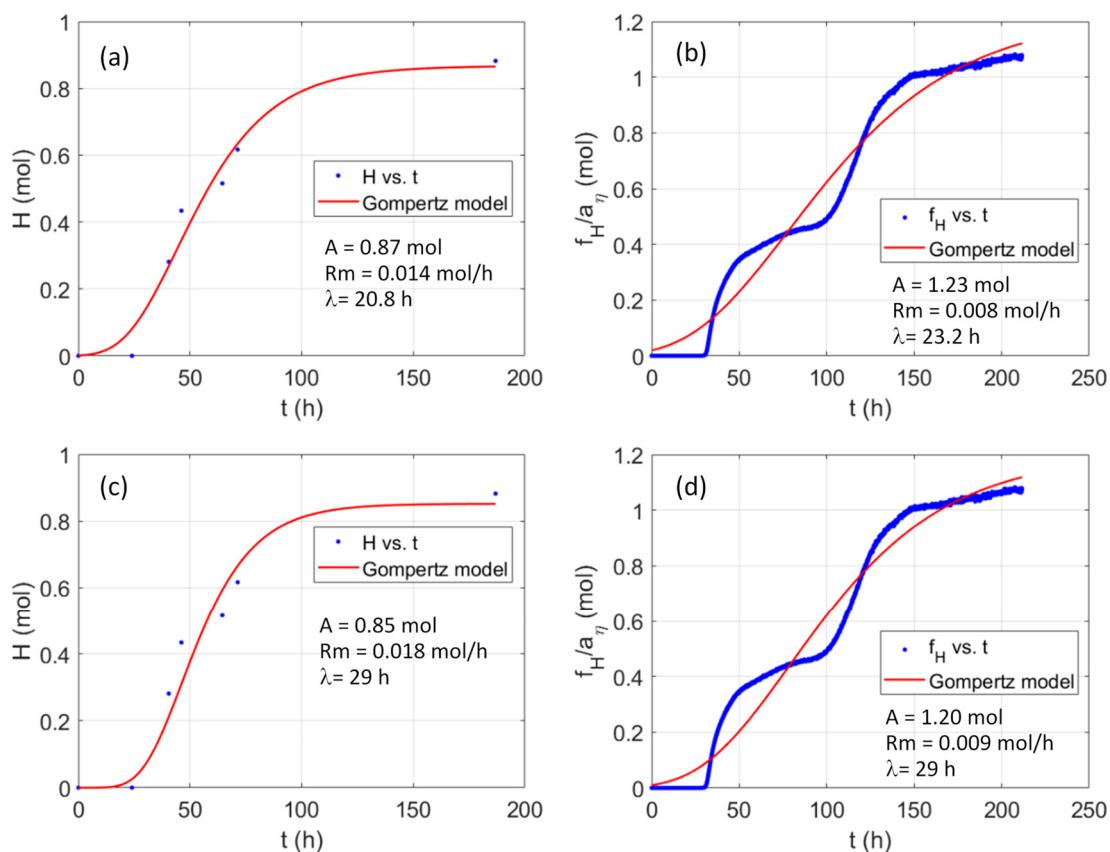 (a)
H (mol)
1
0.8
0.6
0.4
0.2
0
H vs. t
Gompertz model
A = 0.87 mol
Rm = 0.014 mol/h
λ= 20.8 h
0 50 100 150 200
t (h)
(b)
f_H/a_η (mol)
1.2
1
0.8
0.6
0.4
0.2
0
f_H vs. t
Gompertz model
A = 1.23 mol
Rm = 0.008 mol/h
λ= 23.2 h
0 50 100 150 200 250
t (h)
(c)
H (mol)
1
0.8
0.6
0.4
0.2
0
H vs. t
Gompertz model
A = 0.85 mol
Rm = 0.018 mol/h
λ= 29 h
0 50 100 150 200
t (h)
(d)
f_H/a_η (mol)
1.2
1
0.8
0.6
0.4
0.2
0
f_H vs. t
Gompertz model
A = 1.20 mol
Rm = 0.009 mol/h
λ= 29 h
0 50 100 150 200 250
t (h)